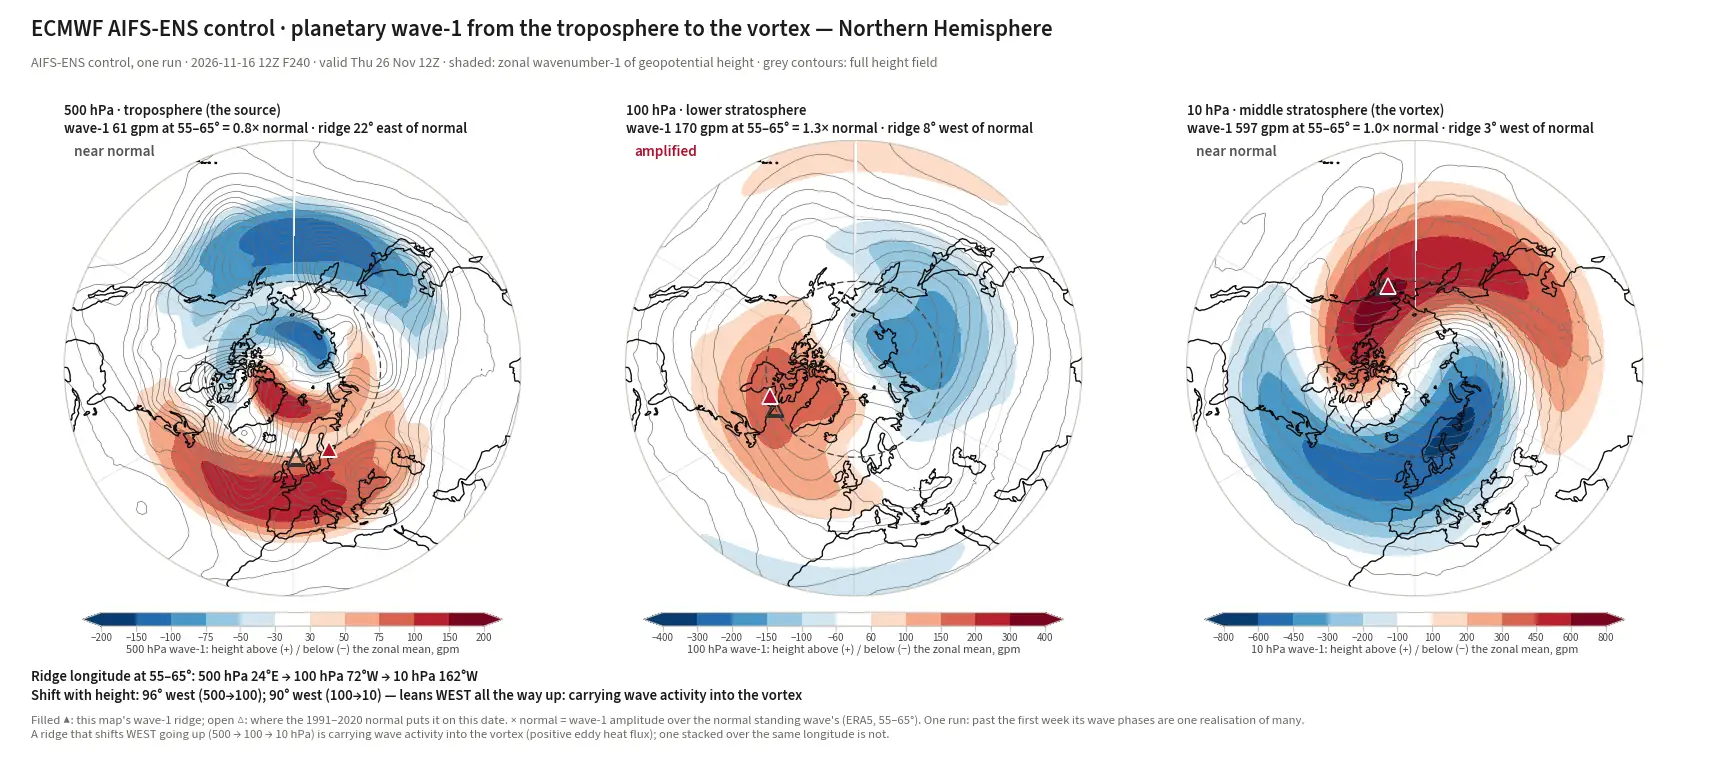 ECMWF AIFS-ENS control · planetary wave-1 from the troposphere to the vortex — Northern Hemisphere
AIFS-ENS control, one run · 2026-11-16 12Z F240 · valid Thu 26 Nov 12Z · shaded: zonal wavenumber-1 of geopotential height · grey contours: full height field
500 hPa · troposphere (the source)
wave-1 61 gpm at 55–65° = 0.8× normal · ridge 22° east of normal
near normal
100 hPa · lower stratosphere
wave-1 170 gpm at 55–65° = 1.3× normal · ridge 8° west of normal
amplified
10 hPa · middle stratosphere (the vortex)
wave-1 597 gpm at 55–65° = 1.0× normal · ridge 3° west of normal
near normal
−200 −150 −100 −75 −50 −30 30 50 75 100 150 200
500 hPa wave-1: height above (+) / below (−) the zonal mean, gpm
−400 −300 −200 −150 −100 −60 60 100 150 200 300 400
100 hPa wave-1: height above (+) / below (−) the zonal mean, gpm
−800 −600 −450 −300 −200 −100 100 200 300 450 600 800
10 hPa wave-1: height above (+) / below (−) the zonal mean, gpm
Ridge longitude at 55–65°: 500 hPa 24°E → 100 hPa 72°W → 10 hPa 162°W
Shift with height: 96° west (500→100); 90° west (100→10) — leans WEST all the way up: carrying wave activity into the vortex
Filled ▲: this map's wave-1 ridge; open △: where the 1991–2020 normal puts it on this date. × normal = wave-1 amplitude over the normal standing wave's (ERA5, 55–65°). One run: past the first week its wave phases are one realisation of many.
A ridge that shifts WEST going up (500 → 100 → 10 hPa) is carrying wave activity into the vortex (positive eddy heat flux); one stacked over the same longitude is not.